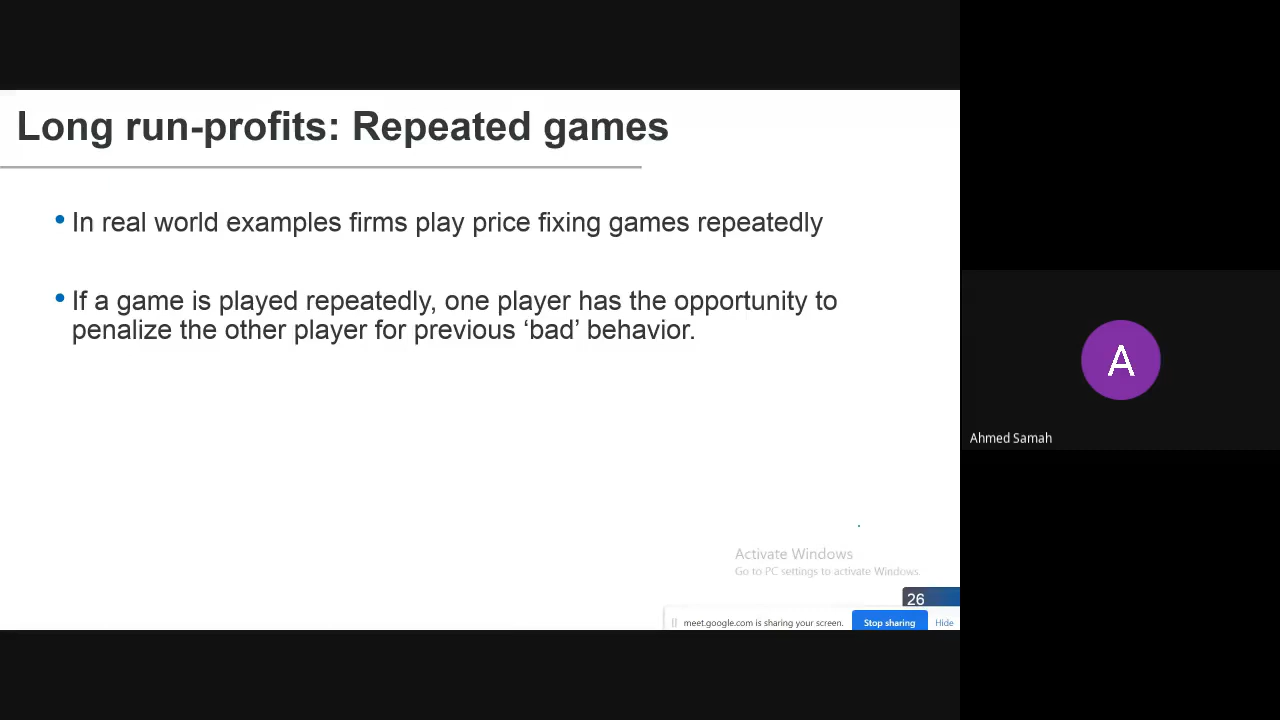 Long run-profits: Repeated games
• In real world examples firms play price fixing games repeatedly
• If a game is played repeatedly, one player has the opportunity to
penalize the other player for previous ‘bad’ behavior.
A
Ahmed Samah
Activate Windows
Go to PC settings to activate Windows.
26
meet.google.com is sharing your screen. Stop sharing Hide